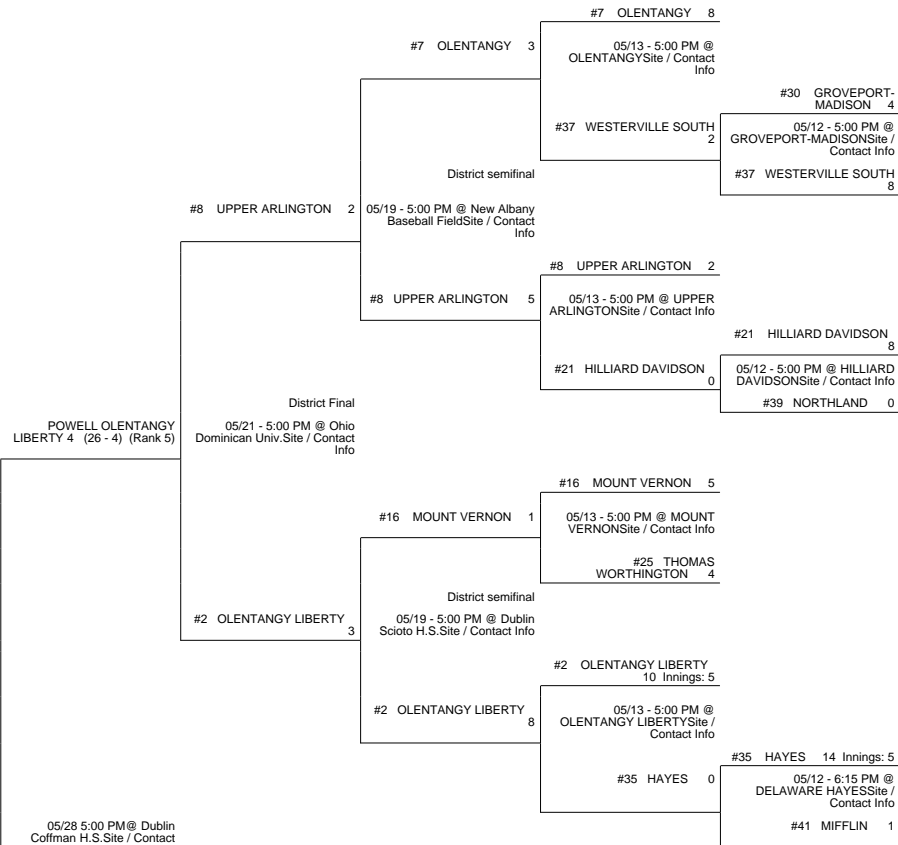 #7 OLENTANGY 8
05/13 - 5:00 PM @
OLENTANGYSite / Contact
Info
#7 OLENTANGY 3
#30 GROVEPORT-
MADISON 4
05/12 - 5:00 PM @
GROVEPORT-MADISONSite /
Contact Info
#37 WESTERVILLE SOUTH
2
#37 WESTERVILLE SOUTH
8
District semifinal
05/19 - 5:00 PM @ New Albany
Baseball FieldSite / Contact
Info
#8 UPPER ARLINGTON 2
#8 UPPER ARLINGTON 2
05/13 - 5:00 PM @ UPPER
ARLINGTONSite / Contact Info
#8 UPPER ARLINGTON 5
#21 HILLIARD DAVIDSON
8
05/12 - 5:00 PM @ HILLIARD
DAVIDSONSite / Contact Info
#21 HILLIARD DAVIDSON
0
#39 NORTHLAND 0
District Final
05/21 - 5:00 PM @ Ohio
Dominican Univ.Site / Contact
Info
POWELL OLENTANGY
LIBERTY 4 (26 - 4) (Rank 5)
#16 MOUNT VERNON 5
05/13 - 5:00 PM @ MOUNT
VERNONSite / Contact Info
#16 MOUNT VERNON 1
#25 THOMAS
WORTHINGTON 4
District semifinal
05/19 - 5:00 PM @ Dublin
Scioto H.S.Site / Contact Info
#2 OLENTANGY LIBERTY
3
#2 OLENTANGY LIBERTY
10 Innings: 5
05/13 - 5:00 PM @
OLENTANGY LIBERTYSite /
Contact Info
#2 OLENTANGY LIBERTY
8
#35 HAYES 14 Innings: 5
05/12 - 6:15 PM @
DELAWARE HAYESSite /
Contact Info
#35 HAYES 0
#41 MIFFLIN 1
05/28 5:00 PM@ Dublin
Coffman H.S.Site / Contact